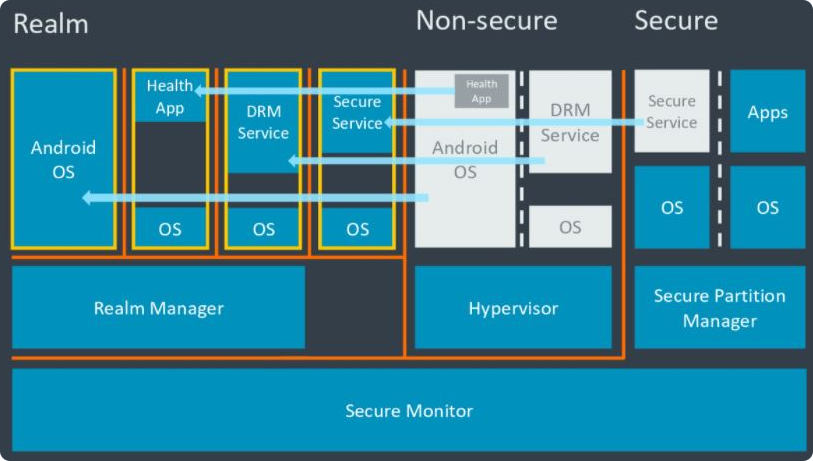 Realm
Non-secure
Secure
Android
OS
Health
App
OS
DRM
Service
OS
Secure
Service
OS
Android
OS
Health
App
DRM
Service
OS
Secure
Service
OS
Apps
OS
Realm Manager
Hypervisor
Secure Partition
Manager
Secure Monitor